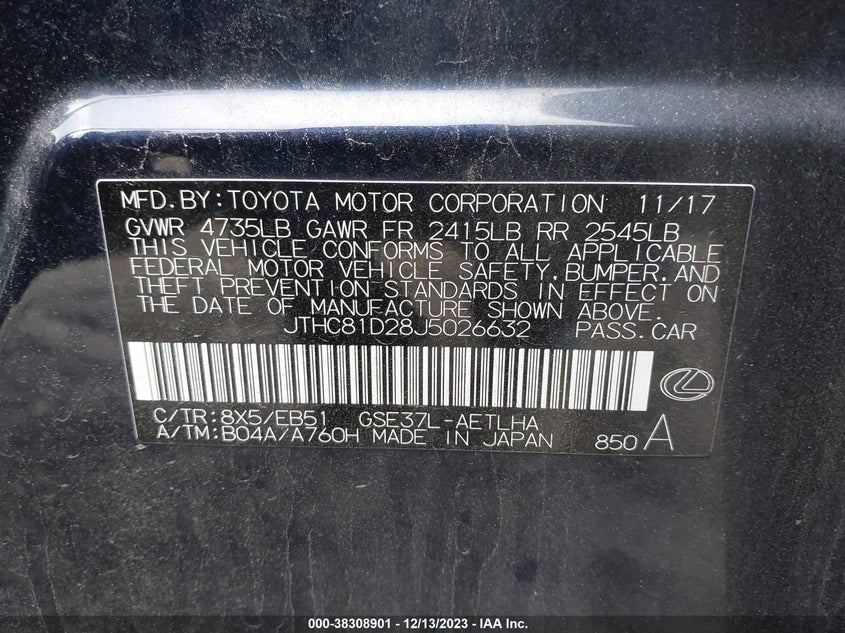 MFD.BY:TOYOTA MOTOR CORPORATION 11/17
GVWR 4735LB GAWR FR 2415LB RR 2545LB
THIS VEHICLE CONFORMS TO ALL APPLICABLE
FEDERAL MOTOR VEHICLE SAFETY,BUMPER,AND
THEFT PREVENTION STANDARDS IN EFFECT ON
THE DATE OF MANUFACTURE SHOWN ABOVE.
JTHC81D28J5026632 PASS.CAR
C/TR:8X5/EB51 GSE37L-AETLHA
A/TM:B04A/A760H MADE IN JAPAN 850 A
000-38308901 - 12/13/2023 - IAA Inc.